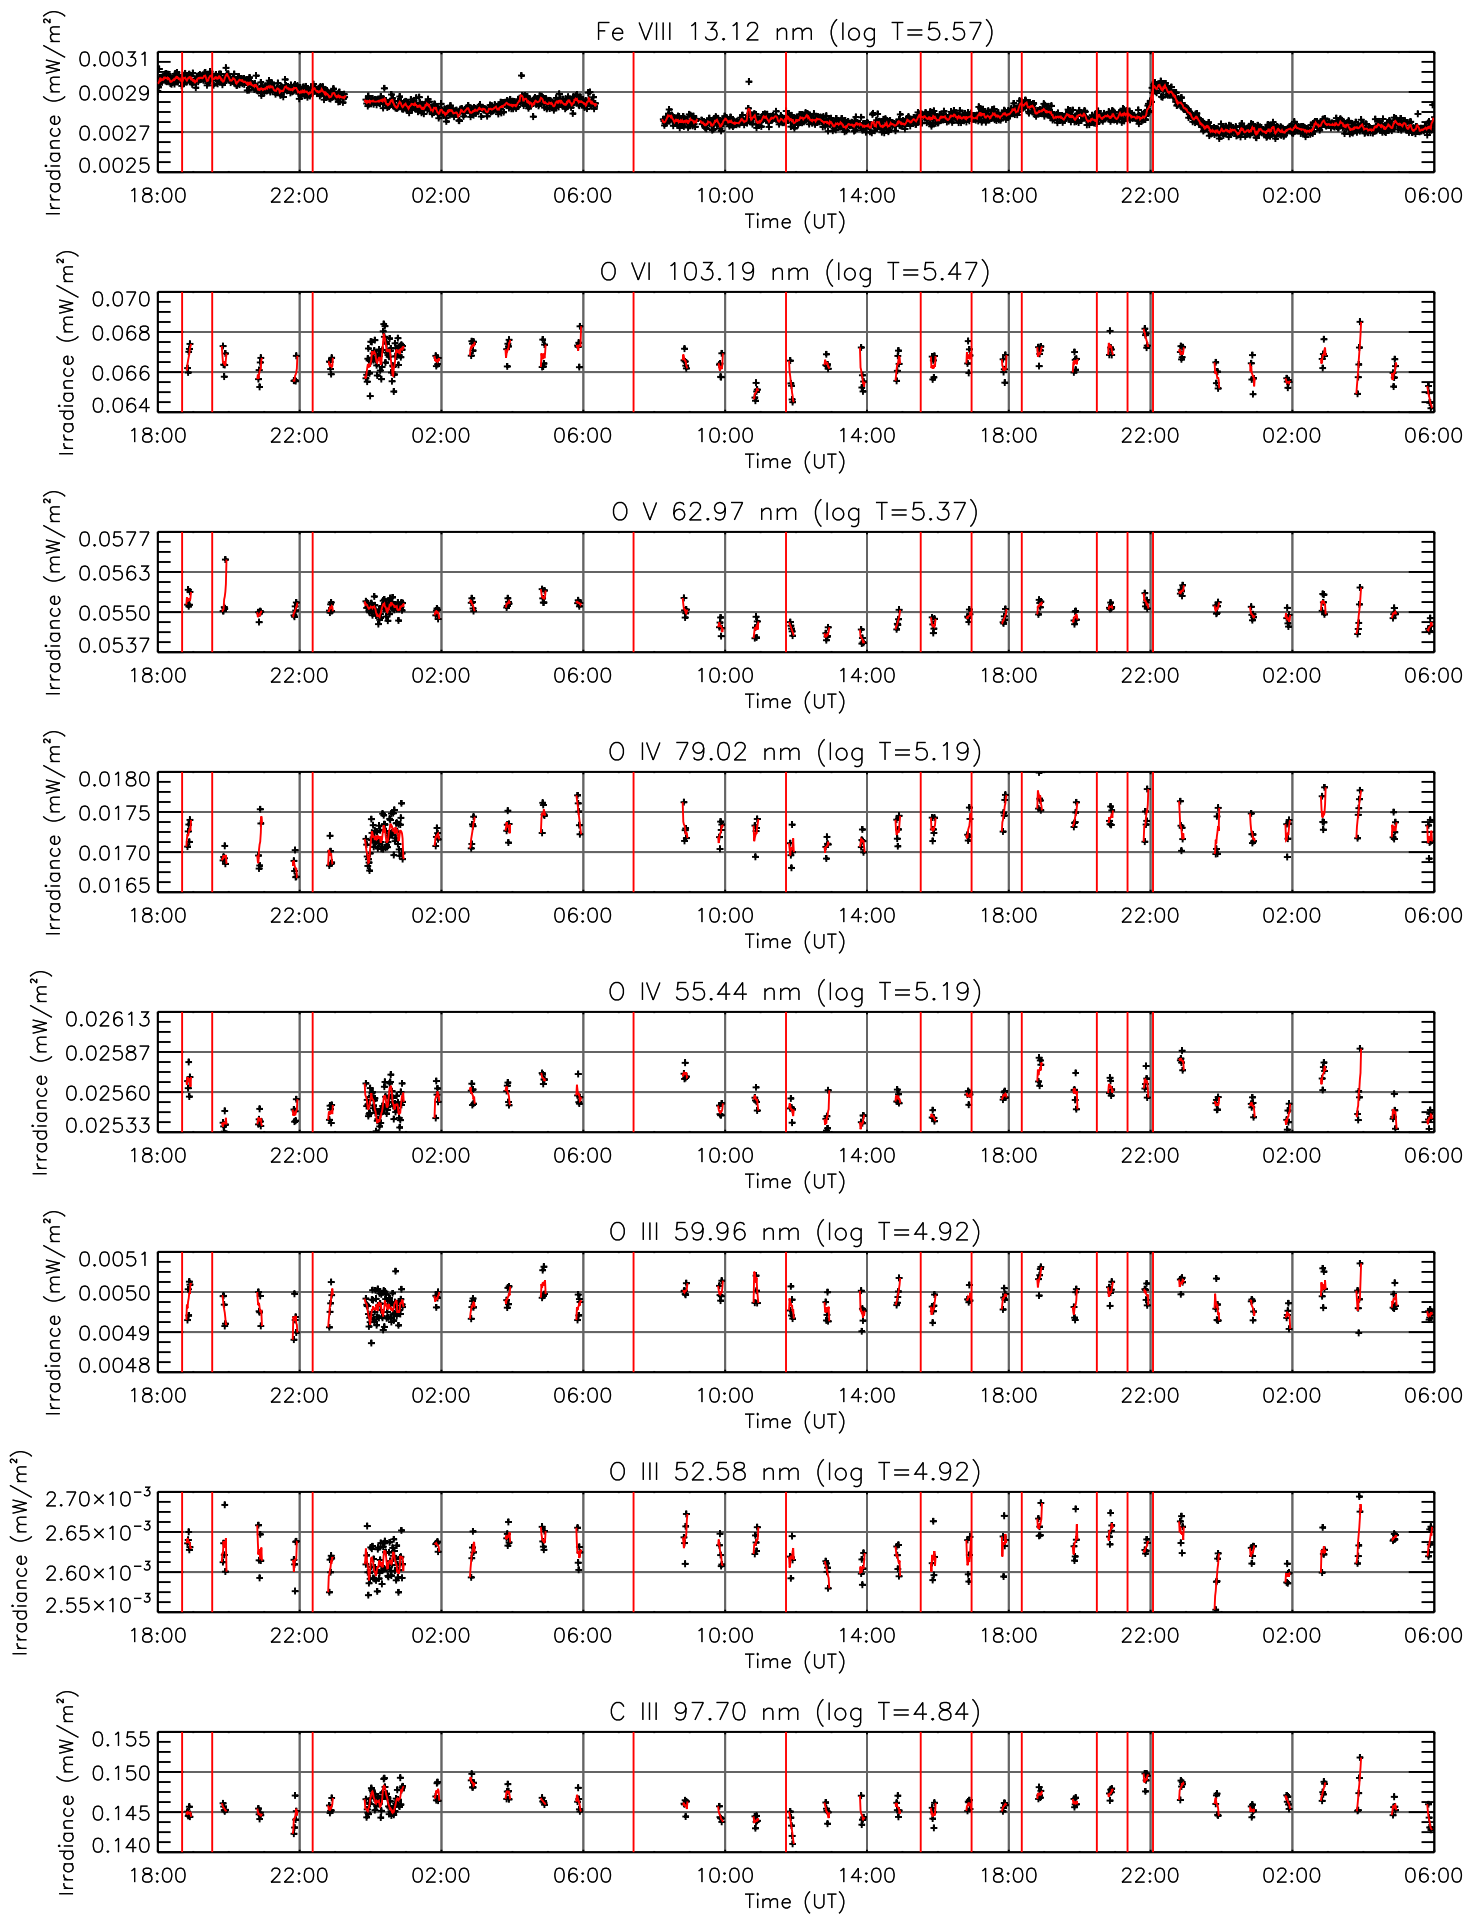 Fe VIII 13.12 nm (log T=5.57)
Irradiance (mW/m²)
0.0031
0.0029
0.0027
0.0025
18:00 22:00 02:00 06:00 10:00 14:00 18:00 22:00 02:00 06:00
Time (UT)
O VI 103.19 nm (log T=5.47)
Irradiance (mW/m²)
0.070
0.068
0.066
0.064
18:00 22:00 02:00 06:00 10:00 14:00 18:00 22:00 02:00 06:00
Time (UT)
O V 62.97 nm (log T=5.37)
Irradiance (mW/m²)
0.0577
0.0563
0.0550
0.0537
18:00 22:00 02:00 06:00 10:00 14:00 18:00 22:00 02:00 06:00
Time (UT)
O IV 79.02 nm (log T=5.19)
Irradiance (mW/m²)
0.0180
0.0175
0.0170
0.0165
18:00 22:00 02:00 06:00 10:00 14:00 18:00 22:00 02:00 06:00
Time (UT)
O IV 55.44 nm (log T=5.19)
Irradiance (mW/m²)
0.02613
0.02587
0.02560
0.02533
18:00 22:00 02:00 06:00 10:00 14:00 18:00 22:00 02:00 06:00
Time (UT)
O III 59.96 nm (log T=4.92)
Irradiance (mW/m²)
0.0051
0.0050
0.0049
0.0048
18:00 22:00 02:00 06:00 10:00 14:00 18:00 22:00 02:00 06:00
Time (UT)
O III 52.58 nm (log T=4.92)
Irradiance (mW/m²)
2.70×10⁻³
2.65×10⁻³
2.60×10⁻³
2.55×10⁻³
18:00 22:00 02:00 06:00 10:00 14:00 18:00 22:00 02:00 06:00
Time (UT)
C III 97.70 nm (log T=4.84)
Irradiance (mW/m²)
0.155
0.150
0.145
0.140
18:00 22:00 02:00 06:00 10:00 14:00 18:00 22:00 02:00 06:00
Time (UT)